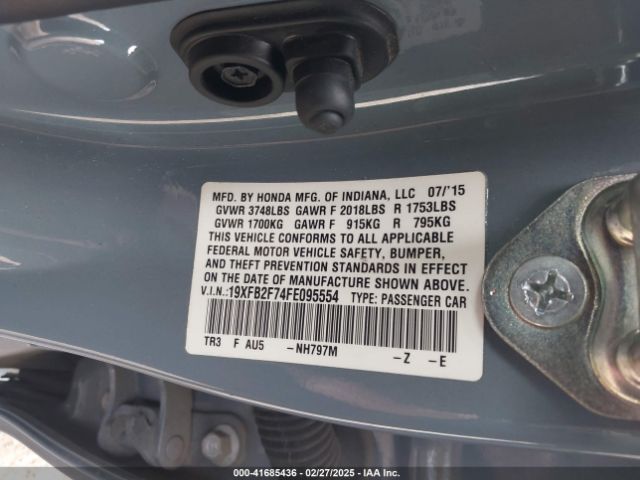 MFD. BY HONDA MFG. OF INDIANA, LLC 07/'15
GVWR 3748LBS GAWR F 2018LBS R 1753LBS
GVWR 1700KG GAWR F 915KG R 795KG
THIS VEHICLE CONFORMS TO ALL APPLICABLE
FEDERAL MOTOR VEHICLE SAFETY, BUMPER,
AND THEFT PREVENTION STANDARDS IN EFFECT
ON THE DATE OF MANUFACTURE SHOWN ABOVE.
V.I.N.:19XFB2F74FE095554 TYPE: PASSENGER CAR
TR3 F AU5 -NH797M -Z -E
000-41685436 - 02/27/2025 - IAA Inc.